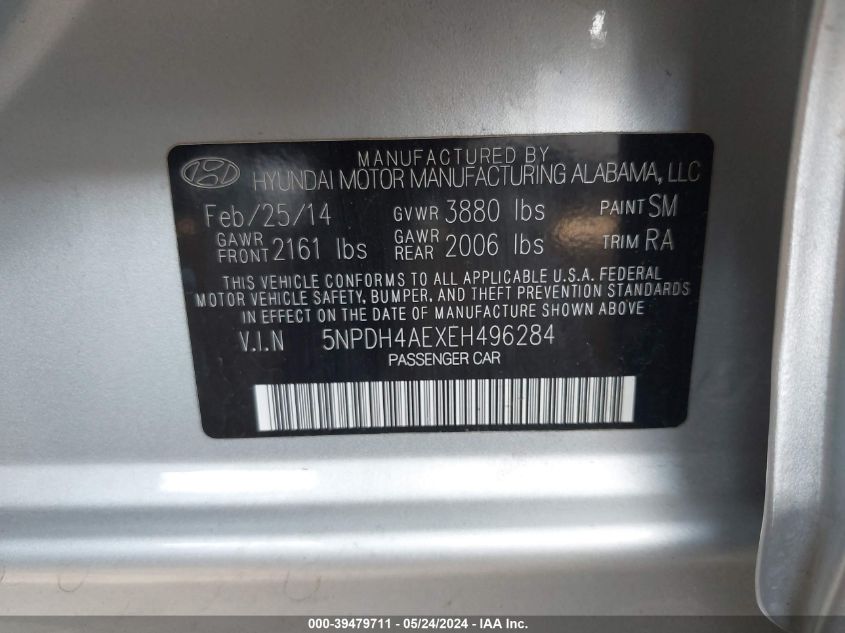 MANUFACTURED BY
HYUNDAI MOTOR MANUFACTURING ALABAMA, LLC
Feb/25/14 GVWR 3880 lbs PAINT SM
GAWR FRONT 2161 lbs GAWR REAR 2006 lbs TRIM RA
THIS VEHICLE CONFORMS TO ALL APPLICABLE U.S.A. FEDERAL
MOTOR VEHICLE SAFETY, BUMPER, AND THEFT PREVENTION STANDARDS
IN EFFECT ON THE DATE OF MANUFACTURE SHOWN ABOVE
V.I.N 5NPDH4AEXEH496284
PASSENGER CAR
000-39479711 - 05/24/2024 - IAA Inc.